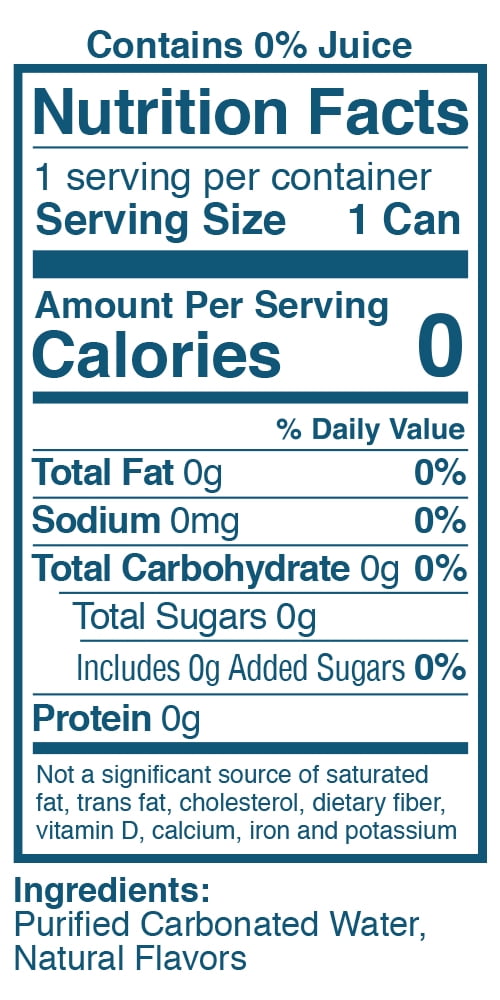 Contains 0% Juice
Nutrition Facts
1 serving per container
Serving Size 1 Can
Amount Per Serving
Calories 0
% Daily Value
Total Fat 0g 0%
Sodium 0mg 0%
Total Carbohydrate 0g 0%
Total Sugars 0g
Includes 0g Added Sugars 0%
Protein 0g
Not a significant source of saturated
fat, trans fat, cholesterol, dietary fiber,
vitamin D, calcium, iron and potassium
Ingredients:
Purified Carbonated Water,
Natural Flavors